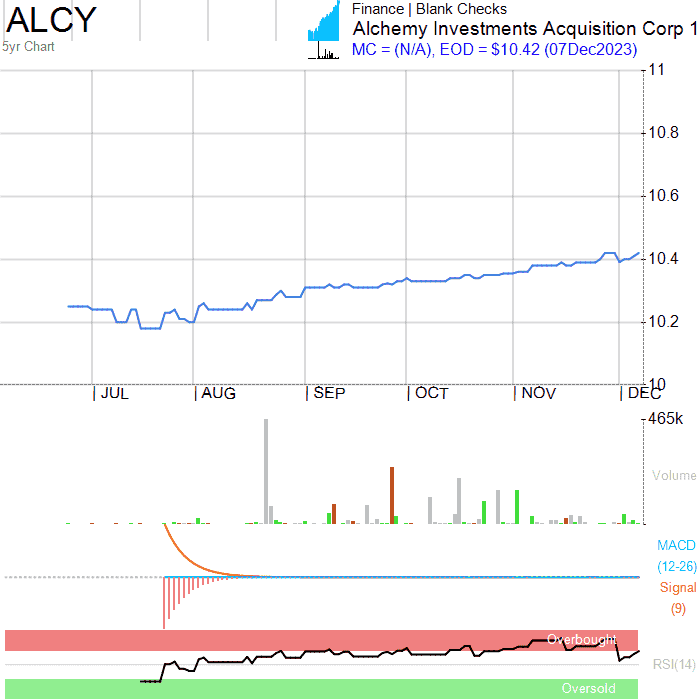 ALCY
5yr Chart
Finance | Blank Checks
Alchemy Investments Acquisition Corp 1
MC = (N/A), EOD = $10.42 (07Dec2023)
11
10.8
10.6
10.4
10.2
10
JUL AUG SEP OCT NOV DEC
465k
Volume
MACD
(12-26)
Signal
(9)
Overbought
RSI(14)
Oversold